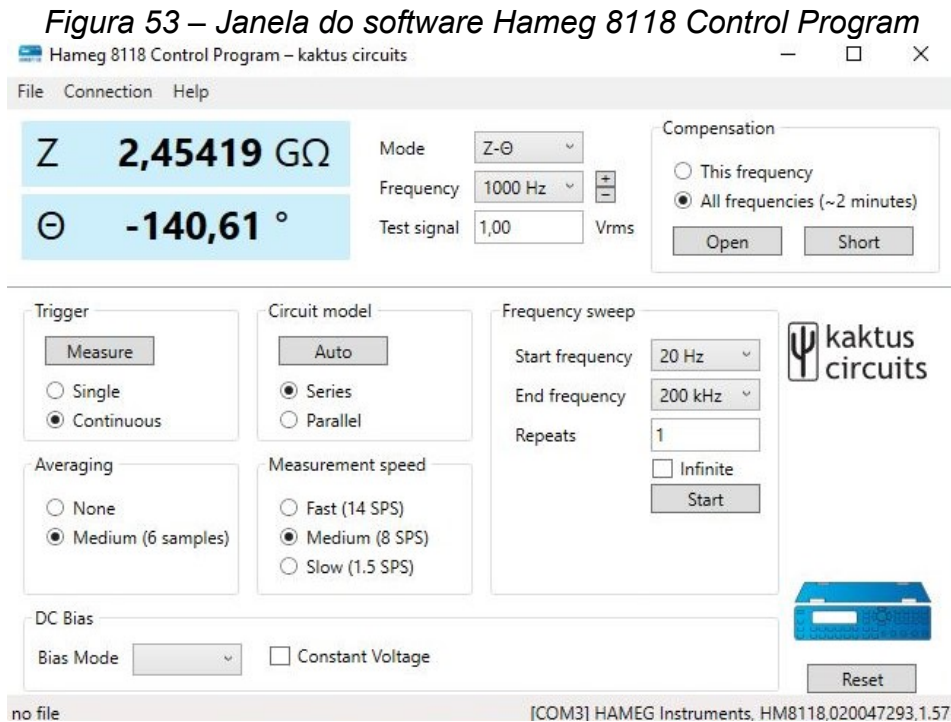 Figura 53 – Janela do software Hameg 8118 Control Program
Hameg 8118 Control Program – kaktus circuits
File Connection Help
Z 2,45419 GΩ
Θ -140,61 °
Mode Z-Θ
Frequency 1000 Hz + −
Test signal 1,00 Vrms
Compensation
This frequency
All frequencies (~2 minutes)
Open Short
Trigger
Measure
Single
Continuous
Circuit model
Auto
Series
Parallel
Frequency sweep
Start frequency 20 Hz
End frequency 200 kHz
Repeats 1
Infinite
Start
kaktus
circuits
Averaging
None
Medium (6 samples)
Measurement speed
Fast (14 SPS)
Medium (8 SPS)
Slow (1.5 SPS)
DC Bias
Bias Mode Constant Voltage
Reset
no file [COM3] HAMEG Instruments, HM8118,020047293,1.57